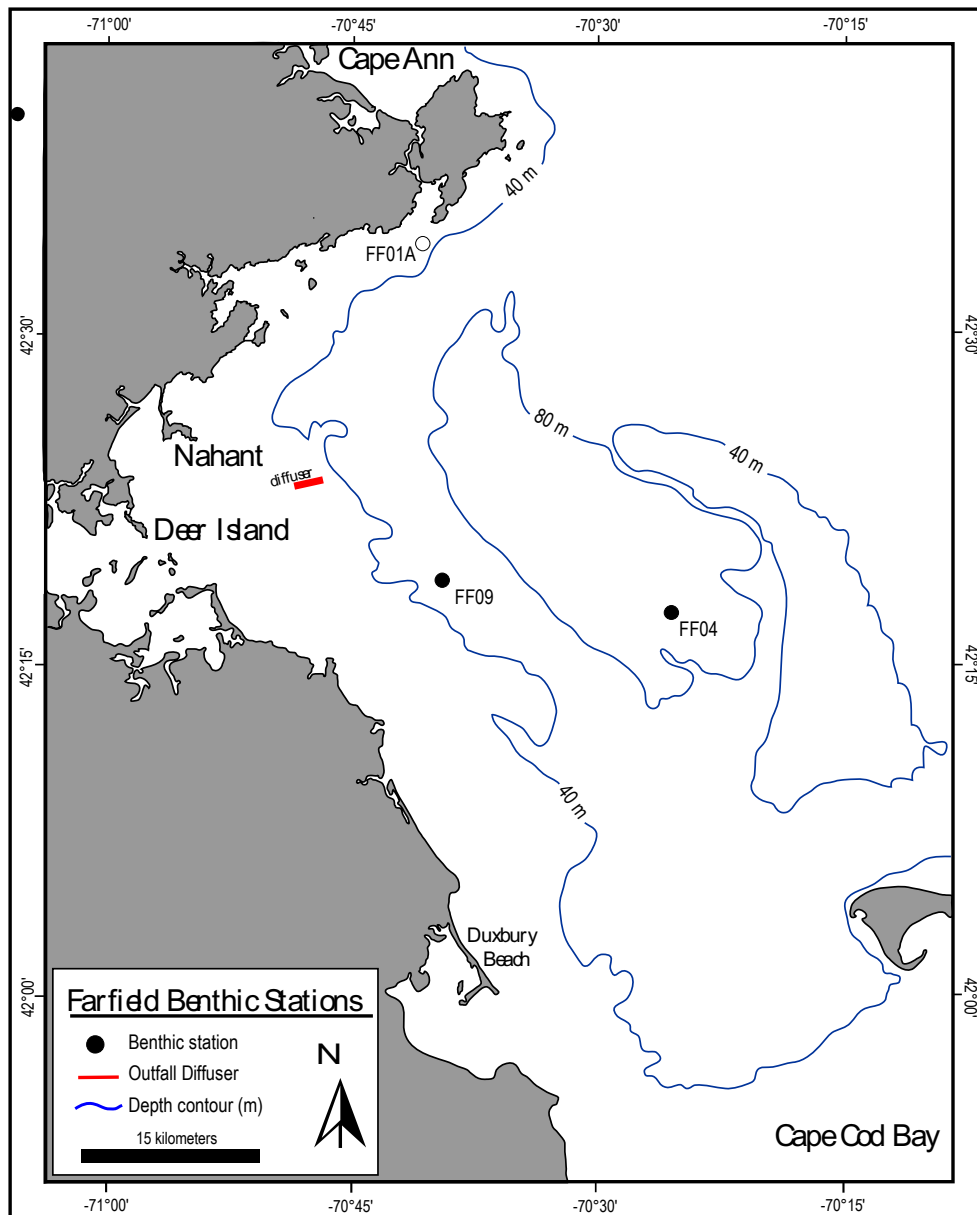 -71°00'
-70°45'
-70°30'
-70°15'
Cape Ann
40 m
FF01A
42°30'
42°30'
80 m
40 m
Nahant
diffuser
Deer Island
FF09
FF04
42°15'
42°15'
40 m
Duxbury
Beach
42°00'
42°00'
Farfield Benthic Stations
Benthic station
Outfall Diffuser
Depth contour (m)
15 kilometers
N
Cape Cod Bay
-71°00'
-70°45'
-70°30'
-70°15'